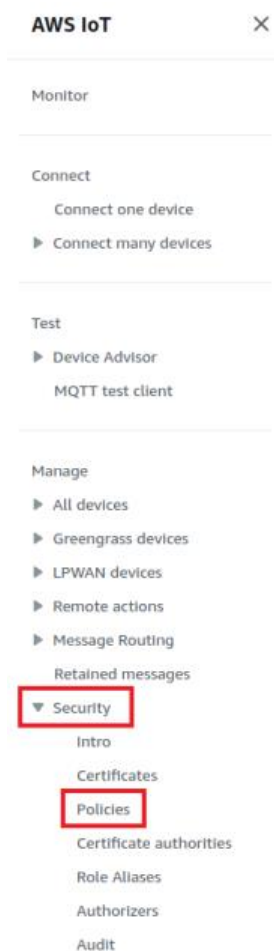 AWS IoT
Monitor
Connect
Connect one device
Connect many devices
Test
Device Advisor
MQTT test client
Manage
All devices
Greengrass devices
LPWAN devices
Remote actions
Message Routing
Retained messages
Security
Intro
Certificates
Policies
Certificate authorities
Role Aliases
Authorizers
Audit